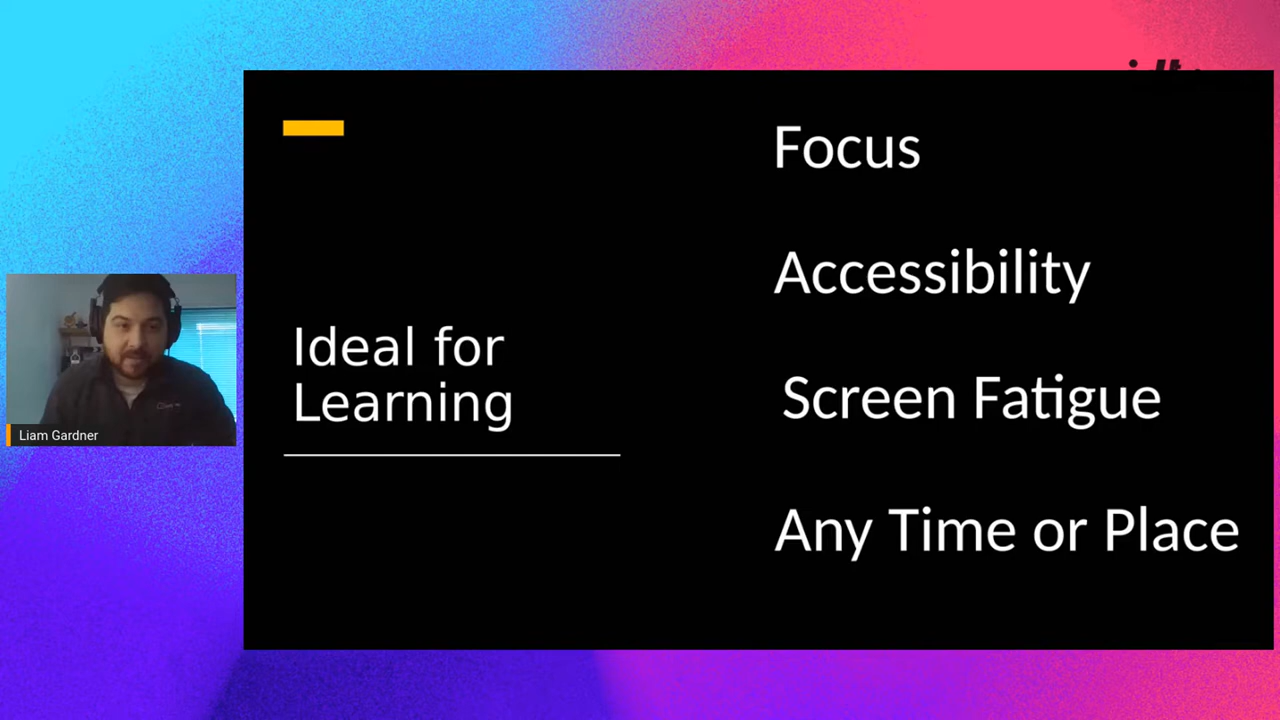 Ideal for
Learning
Focus
Accessibility
Screen Fatigue
Any Time or Place
Liam Gardner